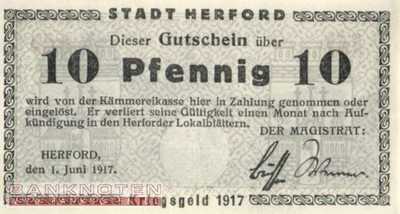 STADT HERFORD
Dieser Gutschein über
10 Pfennig 10
wird von der Kämmereikasse hier in Zahlung genommen oder
eingelöst. Er verliert seine Gültigkeit einen Monat nach Auf-
kündigung in den Herforder Lokalblättern.
DER MAGISTRAT:
HERFORD,
den 1. Juni 1917.
BANKNOTEN
Kriegsgeld 1917